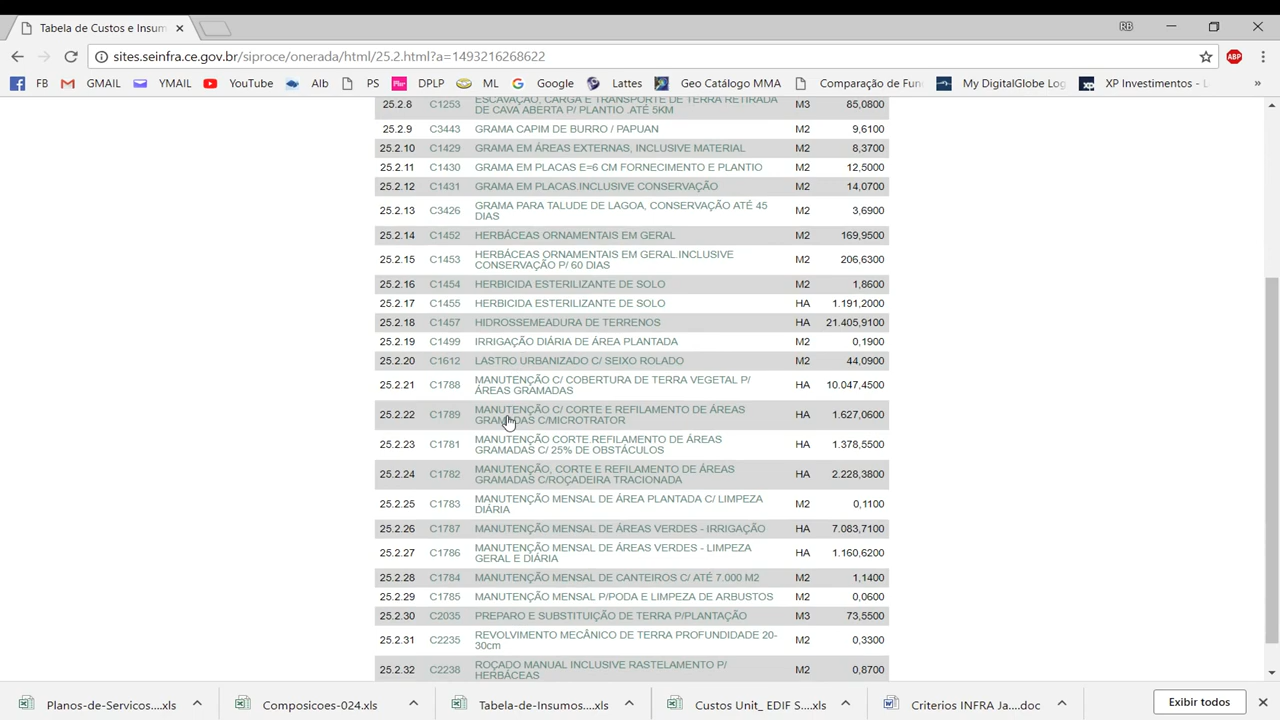 Tabela de Custos e Insum
RB
sites.seinfra.ce.gov.br/siproce/onerada/html/25.2.html?a=1493216268622
ABP
FB GMAIL YMAIL YouTube Alb PS DPLP ML Google Lattes Geo Catálogo MMA Comparação de Fun My DigitalGlobe Log XP Investimentos - L »
25.2.8 C1253 ESCAVAÇÃO, CARGA E TRANSPORTE DE TERRA RETIRADA M3 85,0800
DE CAVA ABERTA P/ PLANTIO .ATÉ 5KM
25.2.9 C3443 GRAMA CAPIM DE BURRO / PAPUAN M2 9,6100
25.2.10 C1429 GRAMA EM ÁREAS EXTERNAS, INCLUSIVE MATERIAL M2 8,3700
25.2.11 C1430 GRAMA EM PLACAS E=6 CM FORNECIMENTO E PLANTIO M2 12,5000
25.2.12 C1431 GRAMA EM PLACAS.INCLUSIVE CONSERVAÇÃO M2 14,0700
25.2.13 C3426 GRAMA PARA TALUDE DE LAGOA, CONSERVAÇÃO ATÉ 45 M2 3,6900
DIAS
25.2.14 C1452 HERBÁCEAS ORNAMENTAIS EM GERAL M2 169,9500
25.2.15 C1453 HERBÁCEAS ORNAMENTAIS EM GERAL.INCLUSIVE M2 206,6300
CONSERVAÇÃO P/ 60 DIAS
25.2.16 C1454 HERBICIDA ESTERILIZANTE DE SOLO M2 1,8600
25.2.17 C1455 HERBICIDA ESTERILIZANTE DE SOLO HA 1.191,2000
25.2.18 C1457 HIDROSSEMEADURA DE TERRENOS HA 21.405,9100
25.2.19 C1499 IRRIGAÇÃO DIÁRIA DE ÁREA PLANTADA M2 0,1900
25.2.20 C1612 LASTRO URBANIZADO C/ SEIXO ROLADO M2 44,0900
25.2.21 C1788 MANUTENÇÃO C/ COBERTURA DE TERRA VEGETAL P/ HA 10.047,4500
ÁREAS GRAMADAS
25.2.22 C1789 MANUTENÇÃO C/ CORTE E REFILAMENTO DE ÁREAS HA 1.627,0600
GRAMADAS C/MICROTRATOR
25.2.23 C1781 MANUTENÇÃO CORTE.REFILAMENTO DE ÁREAS HA 1.378,5500
GRAMADAS C/ 25% DE OBSTÁCULOS
25.2.24 C1782 MANUTENÇÃO, CORTE E REFILAMENTO DE ÁREAS HA 2.228,3800
GRAMADAS C/ROÇADEIRA TRACIONADA
25.2.25 C1783 MANUTENÇÃO MENSAL DE ÁREA PLANTADA C/ LIMPEZA M2 0,1100
DIÁRIA
25.2.26 C1787 MANUTENÇÃO MENSAL DE ÁREAS VERDES - IRRIGAÇÃO HA 7.083,7100
25.2.27 C1786 MANUTENÇÃO MENSAL DE ÁREAS VERDES - LIMPEZA HA 1.160,6200
GERAL E DIÁRIA
25.2.28 C1784 MANUTENÇÃO MENSAL DE CANTEIROS C/ ATÉ 7.000 M2 M2 1,1400
25.2.29 C1785 MANUTENÇÃO MENSAL P/PODA E LIMPEZA DE ARBUSTOS M2 0,0600
25.2.30 C2035 PREPARO E SUBSTITUIÇÃO DE TERRA P/PLANTAÇÃO M3 73,5500
25.2.31 C2235 REVOLVIMENTO MECÂNICO DE TERRA PROFUNDIDADE 20- M2 0,3300
30cm
25.2.32 C2238 ROÇADO MANUAL INCLUSIVE RASTELAMENTO P/ M2 0,8700
HERBÁCEAS
Planos-de-Servicos....xls Composicoes-024.xls Tabela-de-Insumos....xls Custos Unit_ EDIF S....xls Criterios INFRA Ja....doc Exibir todos